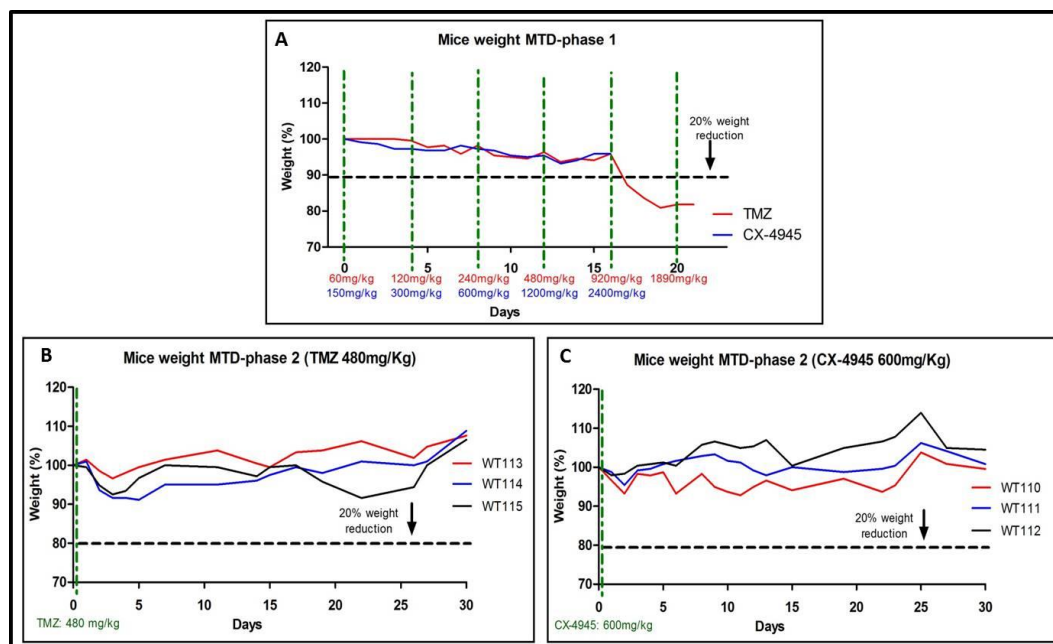 A
Mice weight MTD-phase 1
120
110
100
90
80
70
Weight (%)
20% weight
reduction
TMZ
CX-4945
0 5 10 15 20
60mg/kg 120mg/kg 240mg/kg 480mg/kg 920mg/kg 1890mg/kg
150mg/kg 300mg/kg 600mg/kg 1200mg/kg 2400mg/kg
Days
B
Mice weight MTD-phase 2 (TMZ 480mg/Kg)
120
110
100
90
80
70
Weight (%)
WT113
WT114
WT115
20% weight
reduction
0 5 10 15 20 25 30
TMZ: 480 mg/kg
Days
C
Mice weight MTD-phase 2 (CX-4945 600mg/Kg)
120
110
100
90
80
70
Weight (%)
WT110
WT111
WT112
20% weight
reduction
0 5 10 15 20 25 30
CX-4945: 600mg/kg
Days